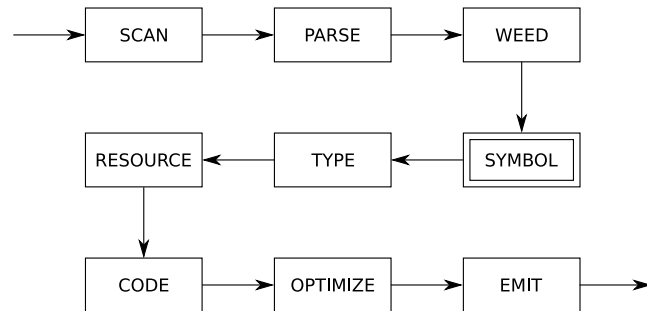 SCAN
PARSE
WEED
SYMBOL
TYPE
RESOURCE
CODE
OPTIMIZE
EMIT